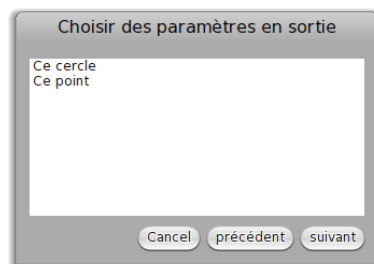 Choisir des paramètres en sortie
Ce cercle
Ce point
Cancel précédent suivant